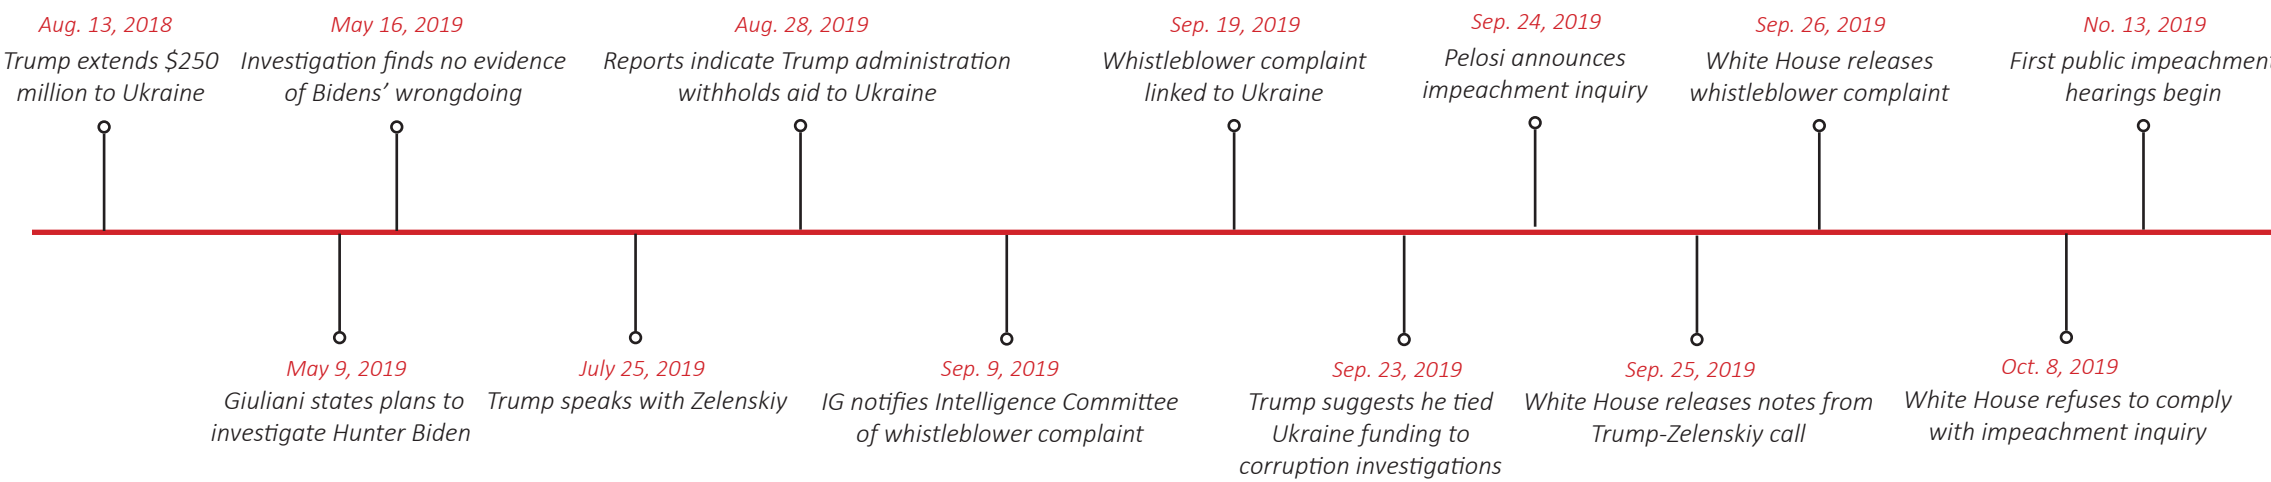 Aug. 13, 2018
Trump extends $250
million to Ukraine
May 16, 2019
Investigation finds no evidence
of Bidens’ wrongdoing
Aug. 28, 2019
Reports indicate Trump administration
withholds aid to Ukraine
Sep. 19, 2019
Whistleblower complaint
linked to Ukraine
Sep. 24, 2019
Pelosi announces
impeachment inquiry
Sep. 26, 2019
White House releases
whistleblower complaint
No. 13, 2019
First public impeachment
hearings begin
May 9, 2019
Giuliani states plans to
investigate Hunter Biden
July 25, 2019
Trump speaks with Zelenskiy
Sep. 9, 2019
IG notifies Intelligence Committee
of whistleblower complaint
Sep. 23, 2019
Trump suggests he tied
Ukraine funding to
corruption investigations
Sep. 25, 2019
White House releases notes from
Trump-Zelenskiy call
Oct. 8, 2019
White House refuses to comply
with impeachment inquiry